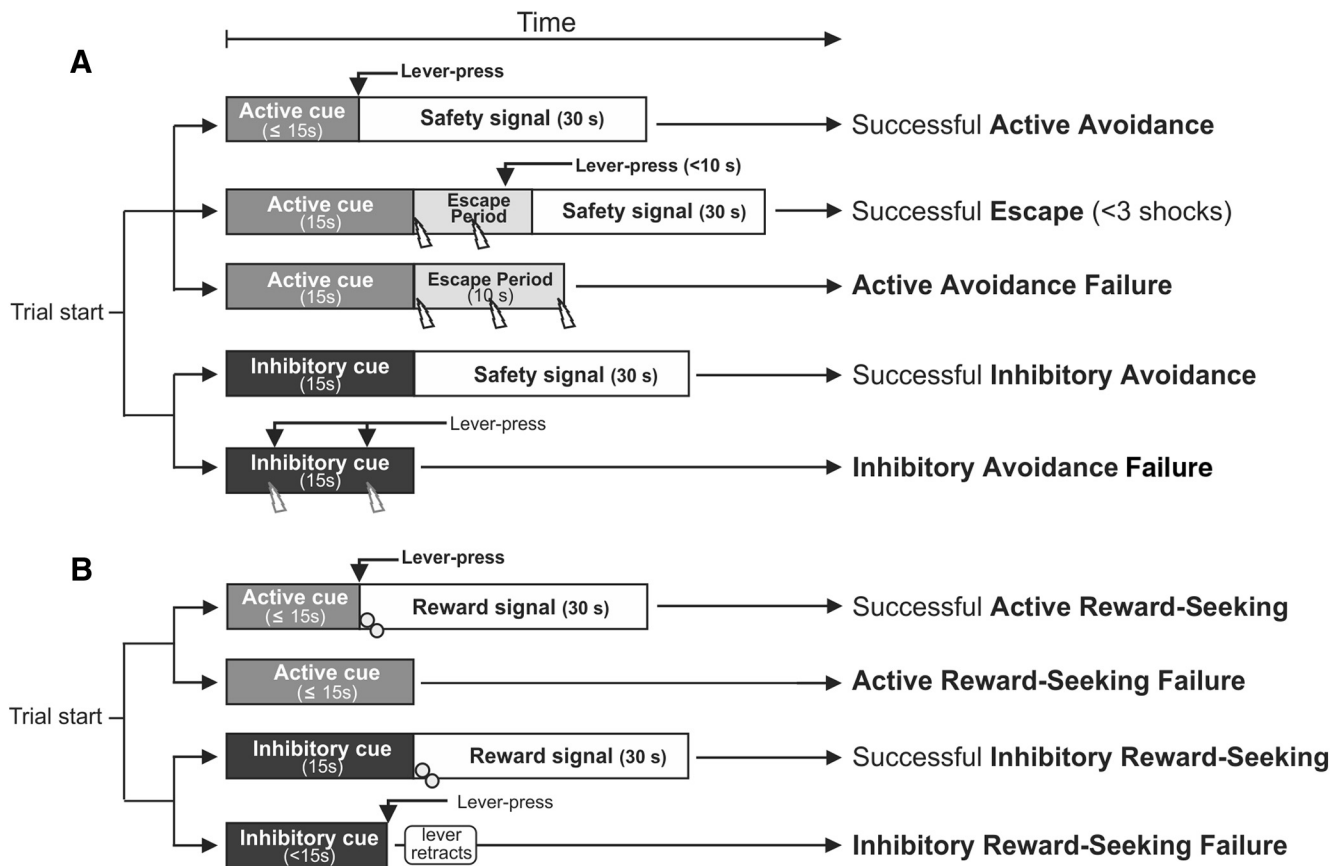 Time
A
Lever-press
Active cue
(≤ 15s)
Safety signal (30 s)
Successful Active Avoidance
Lever-press (<10 s)
Active cue
(15s)
Escape
Period
Safety signal (30 s)
Successful Escape (<3 shocks)
Active cue
(15s)
Escape Period
(10 s)
Active Avoidance Failure
Trial start
Inhibitory cue
(15s)
Safety signal (30 s)
Successful Inhibitory Avoidance
Lever-press
Inhibitory cue
(15s)
Inhibitory Avoidance Failure
B
Lever-press
Active cue
(≤ 15s)
Reward signal (30 s)
Successful Active Reward-Seeking
Active cue
(≤ 15s)
Active Reward-Seeking Failure
Trial start
Inhibitory cue
(15s)
Reward signal (30 s)
Successful Inhibitory Reward-Seeking
Lever-press
Inhibitory cue
(<15s)
lever
retracts
Inhibitory Reward-Seeking Failure